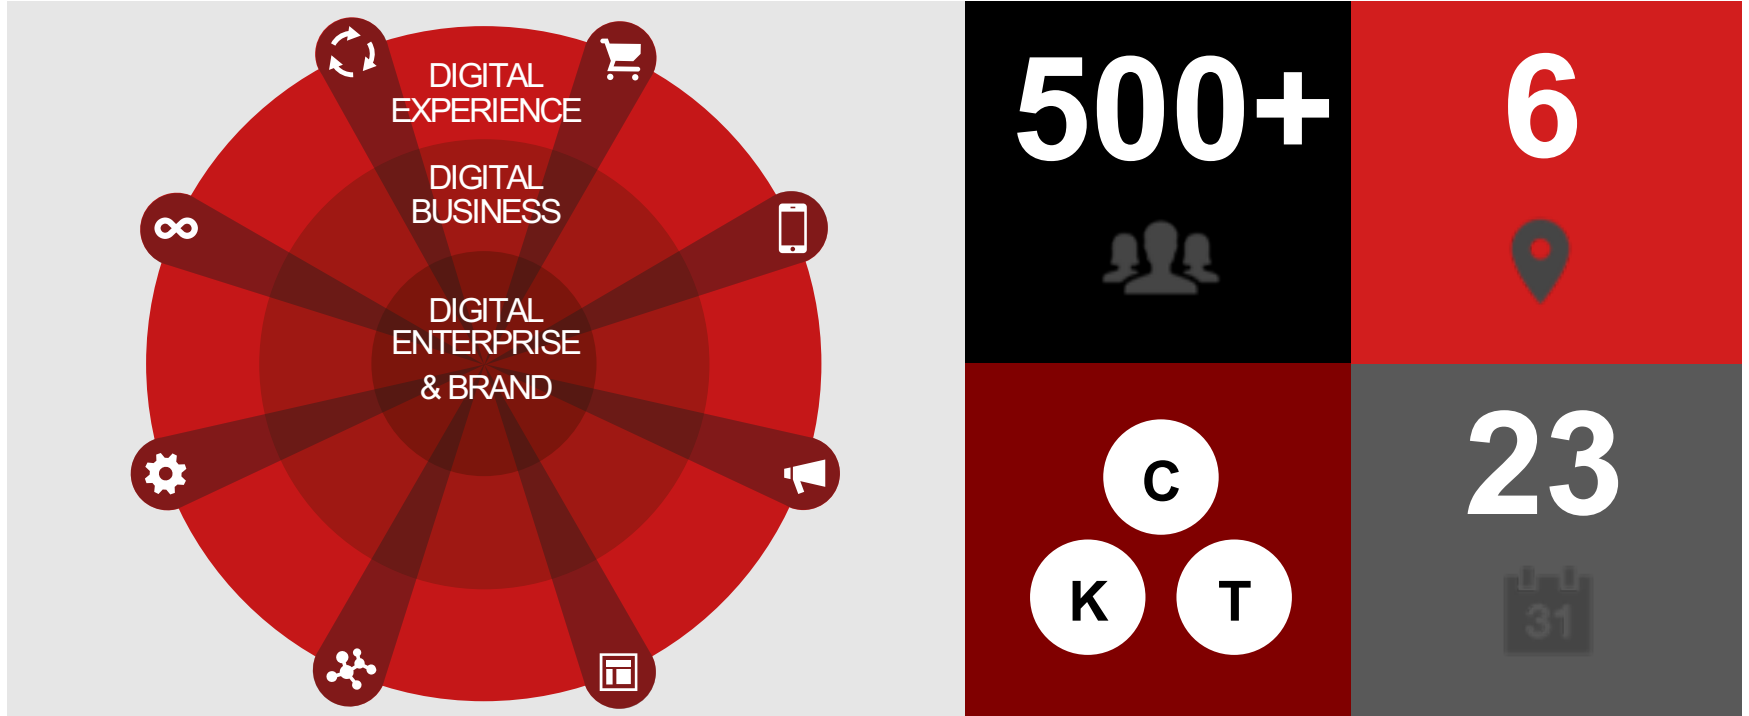 DIGITAL
EXPERIENCE
DIGITAL
BUSINESS
DIGITAL
ENTERPRISE
& BRAND
500+
6
C
K T
23
31